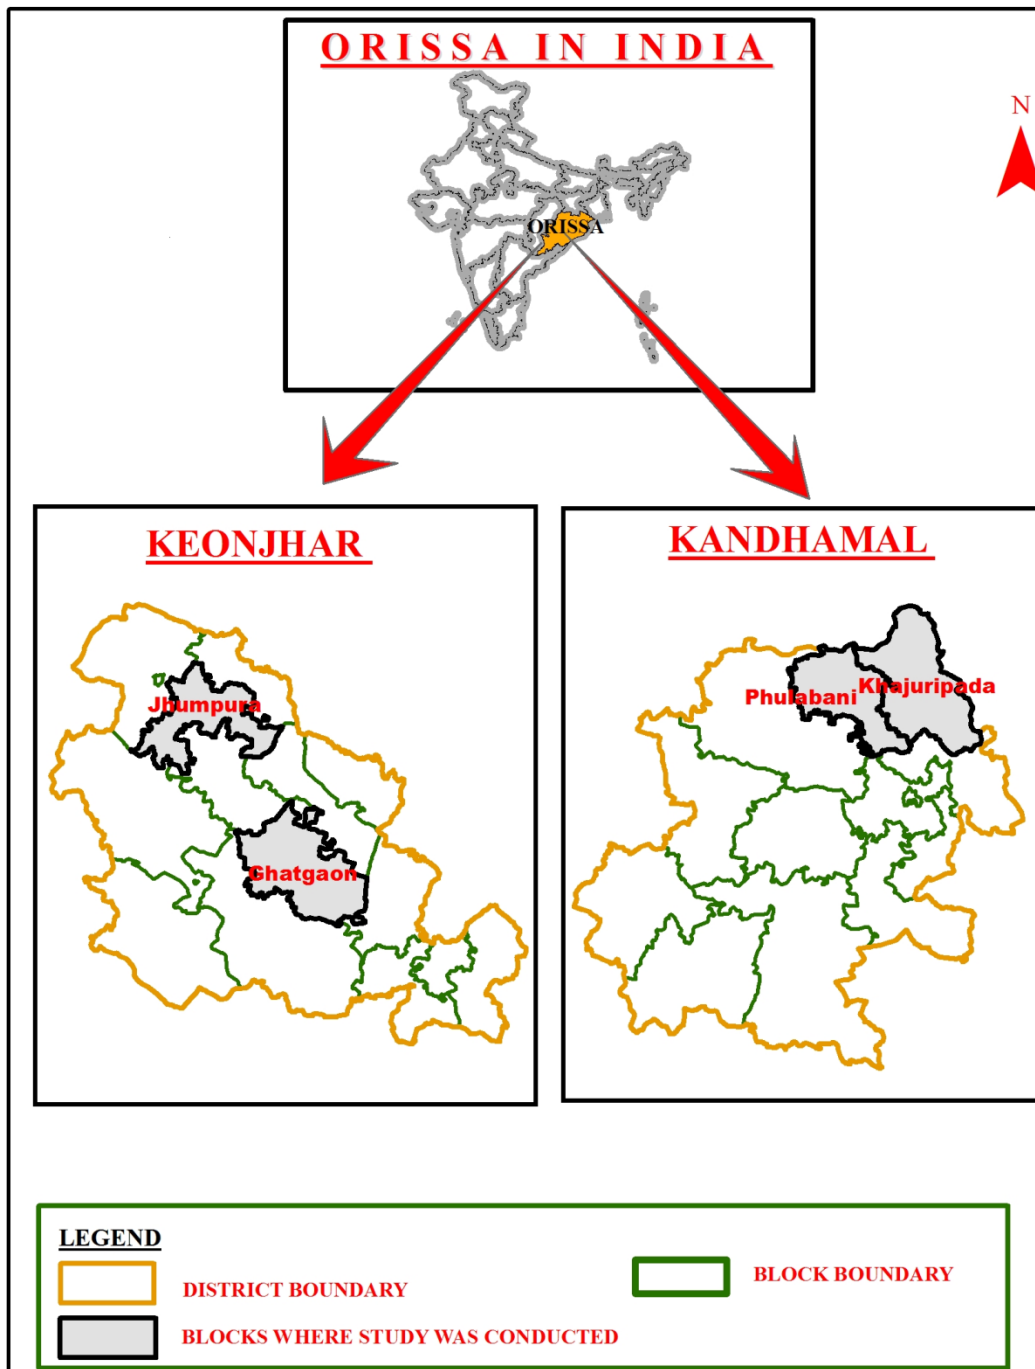 ORISSA IN INDIA
N
ORISSA
KEONJHAR
Jhumpura
Ghatgaon
KANDHAMAL
Phulabani
Khajuripada
LEGEND
DISTRICT BOUNDARY
BLOCK BOUNDARY
BLOCKS WHERE STUDY WAS CONDUCTED